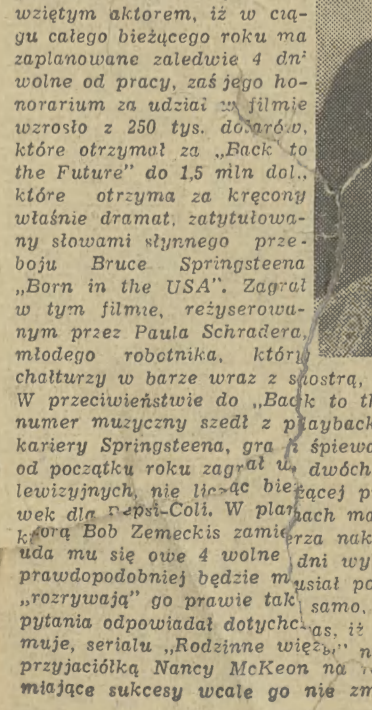 wziętym aktorem, iż w cią-
gu całego bieżącego roku ma
zaplanowane zaledwie 4 dni
wolne od pracy, zaś jego ho-
norarium za udział w filmie
wzrosło z 250 tys. dolarów,
które otrzymał za „Back to
the Future" do 1,5 mln dol.,
które otrzyma za kręcony
właśnie dramat, zatytułowa-
ny słowami słynnego prze-
boju Bruce Springsteena
„Born in the USA". Zagrał
w tym filmie, reżyserowa-
nym przez Paula Schradera,
młodego robotnika, który
chałturzy w barze wraz z siostrą,
W przeciwieństwie do „Back to th
numer muzyczny szedł z playback
kariery Springsteena, gra i śpiewa
od początku roku zagrał w dwóch
lewizyjnych, nie licząc bieżącej p
wek dla Pepsi-Coli. W planach ma
którą Bob Zemeckis zamierza nak
uda mu się owe 4 wolne dni wy
prawdopodobniej będzie musiał po
„rozrywają" go prawie tak samo,
pytania odpowiadał dotychczas, iż
muje, serialu „Rodzinne więzy," n
przyjaciółką Nancy McKeon na
miające sukcesy wcale go nie zm